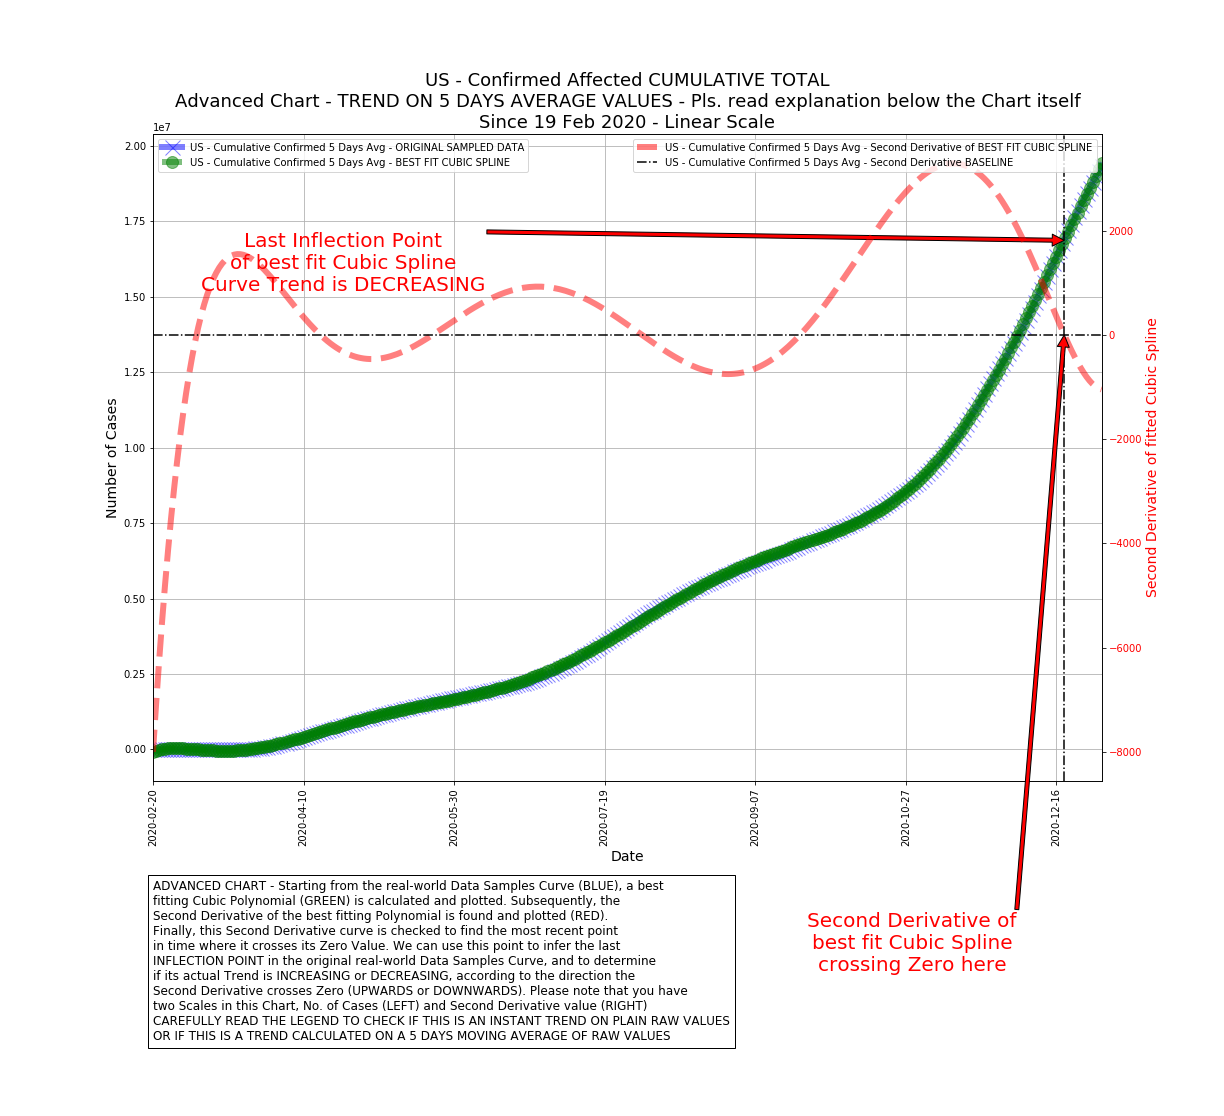 US - Confirmed Affected CUMULATIVE TOTAL
Advanced Chart - TREND ON 5 DAYS AVERAGE VALUES - Pls. read explanation below the Chart itself
Since 19 Feb 2020 - Linear Scale
1e7
US - Cumulative Confirmed 5 Days Avg - ORIGINAL SAMPLED DATA
US - Cumulative Confirmed 5 Days Avg - BEST FIT CUBIC SPLINE
US - Cumulative Confirmed 5 Days Avg - Second Derivative of BEST FIT CUBIC SPLINE
US - Cumulative Confirmed 5 Days Avg - Second Derivative BASELINE
Last Inflection Point
of best fit Cubic Spline
Curve Trend is DECREASING
Number of Cases
2.00
1.75
1.50
1.25
1.00
0.75
0.50
0.25
0.00
2000
0
−2000
−4000
−6000
−8000
Second Derivative of fitted Cubic Spline
2020-02-20
2020-04-10
2020-05-30
2020-07-19
2020-09-07
2020-10-27
2020-12-16
Date
Second Derivative of
best fit Cubic Spline
crossing Zero here
ADVANCED CHART - Starting from the real-world Data Samples Curve (BLUE), a best
fitting Cubic Polynomial (GREEN) is calculated and plotted. Subsequently, the
Second Derivative of the best fitting Polynomial is found and plotted (RED).
Finally, this Second Derivative curve is checked to find the most recent point
in time where it crosses its Zero Value. We can use this point to infer the last
INFLECTION POINT in the original real-world Data Samples Curve, and to determine
if its actual Trend is INCREASING or DECREASING, according to the direction the
Second Derivative crosses Zero (UPWARDS or DOWNWARDS). Please note that you have
two Scales in this Chart, No. of Cases (LEFT) and Second Derivative value (RIGHT)
CAREFULLY READ THE LEGEND TO CHECK IF THIS IS AN INSTANT TREND ON PLAIN RAW VALUES
OR IF THIS IS A TREND CALCULATED ON A 5 DAYS MOVING AVERAGE OF RAW VALUES